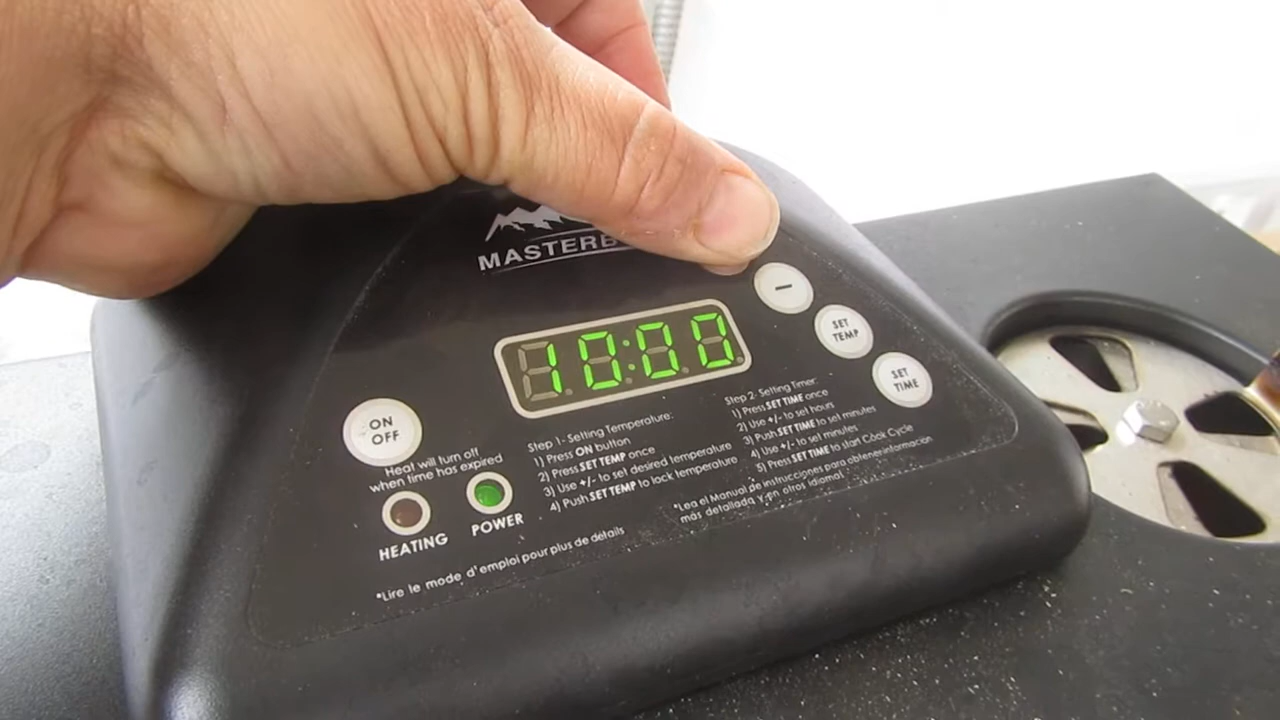 MASTERB
10:00
−
SET
TEMP
SET
TIME
ON
OFF
Heat will turn off
when time has expired
HEATING
POWER
Step 1- Setting Temperature:
1) Press ON button
2) Press SET TEMP once
3) Use +/- to set desired temperature
4) Push SET TEMP to lock temperature
Step 2- Setting Timer:
1) Press SET TIME once
2) Use +/- to set hours
3) Push SET TIME to set minutes
4) Use +/- to set minutes
5) Press SET TIME to start Cook Cycle
*Lea el Manual de instrucciones para obtener información
más detallada y en otros idiomas
*Lire le mode d'emploi pour plus de détails